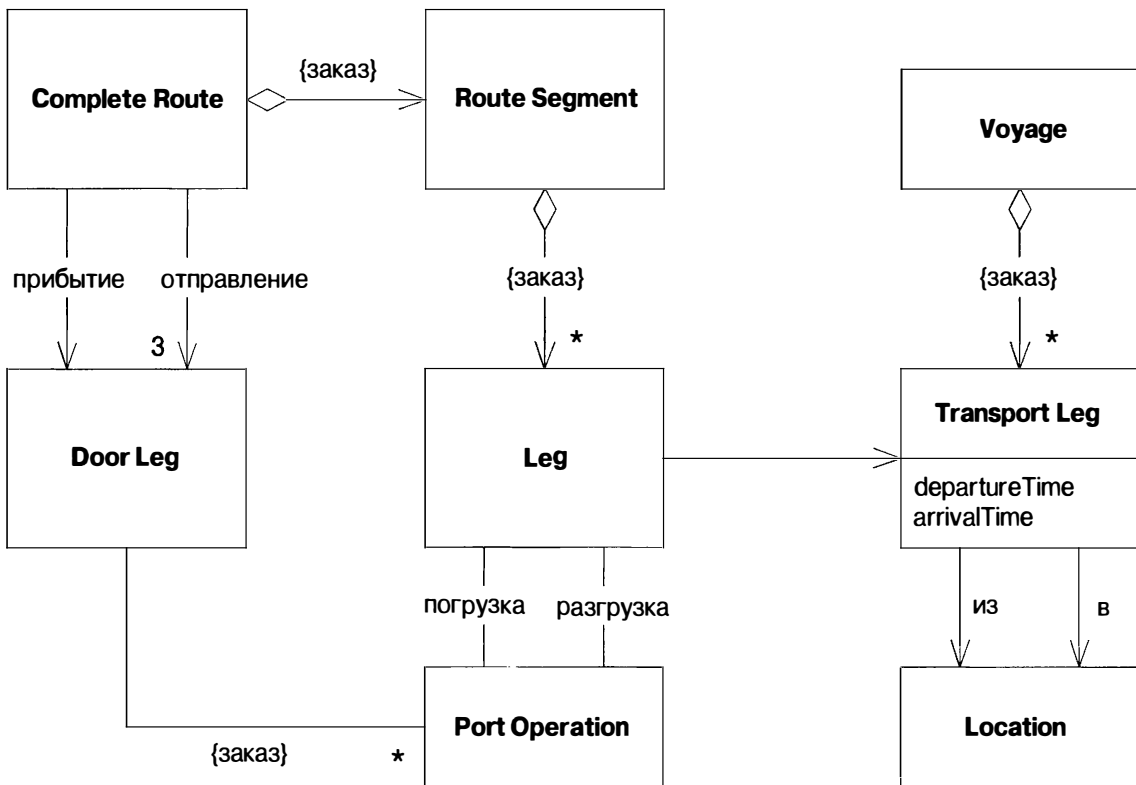 Complete Route
{заказ}
Route Segment
Voyage
прибытие
отправление
{заказ}
{заказ}
3
*
*
Door Leg
Leg
Transport Leg
departureTime
arrivalTime
погрузка
разгрузка
из
в
Port Operation
Location
{заказ}
*